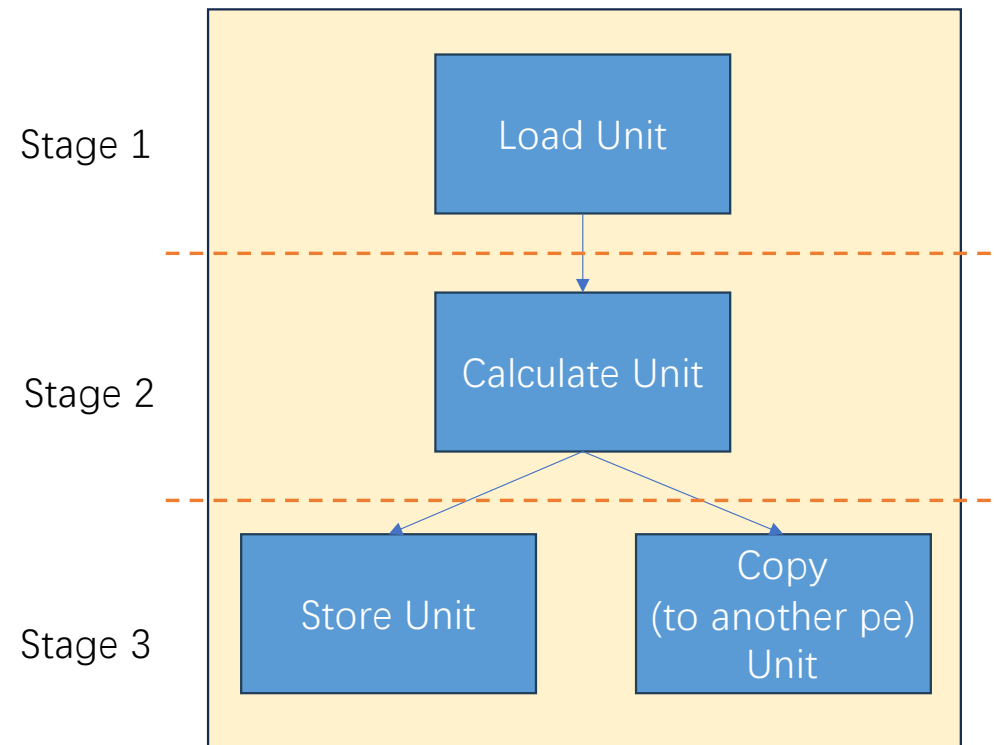 Stage 1
Load Unit
Stage 2
Calculate Unit
Stage 3
Store Unit
Copy
(to another pe)
Unit